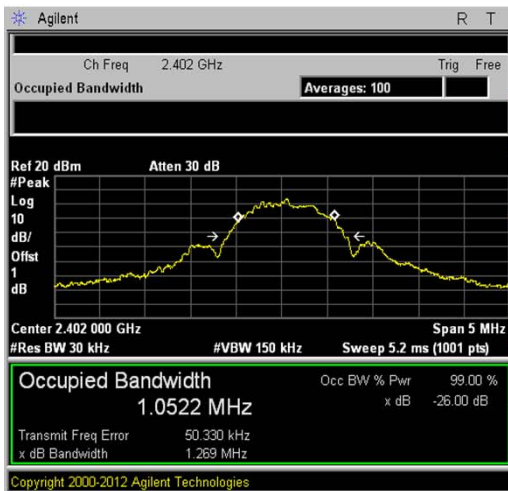 Agilent R T
Ch Freq 2.402 GHz Trig Free
Occupied Bandwidth Averages: 100
Ref 20 dBm Atten 30 dB
#Peak
Log
10
dB/
Offst
1
dB
Center 2.402 000 GHz Span 5 MHz
#Res BW 30 kHz #VBW 150 kHz Sweep 5.2 ms (1001 pts)
Occupied Bandwidth Occ BW % Pwr 99.00 %
1.0522 MHz x dB -26.00 dB
Transmit Freq Error 50.330 kHz
x dB Bandwidth 1.269 MHz
Copyright 2000-2012 Agilent Technologies